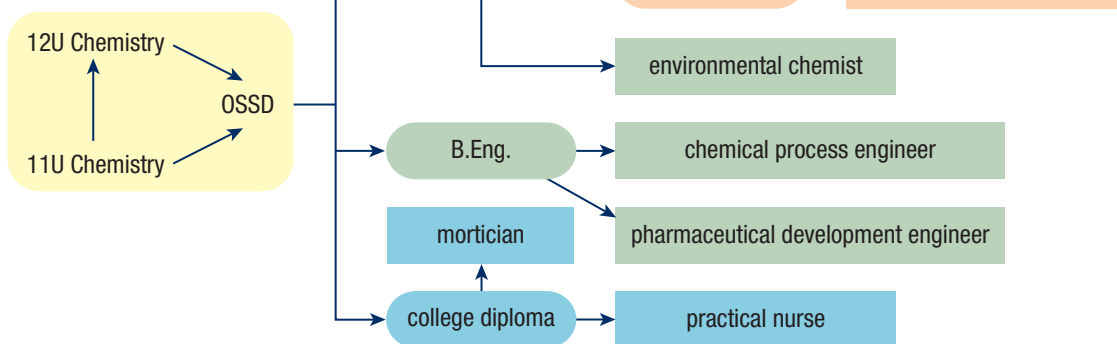 12U Chemistry
OSSD
11U Chemistry
environmental chemist
B.Eng.
chemical process engineer
mortician
pharmaceutical development engineer
college diploma
practical nurse